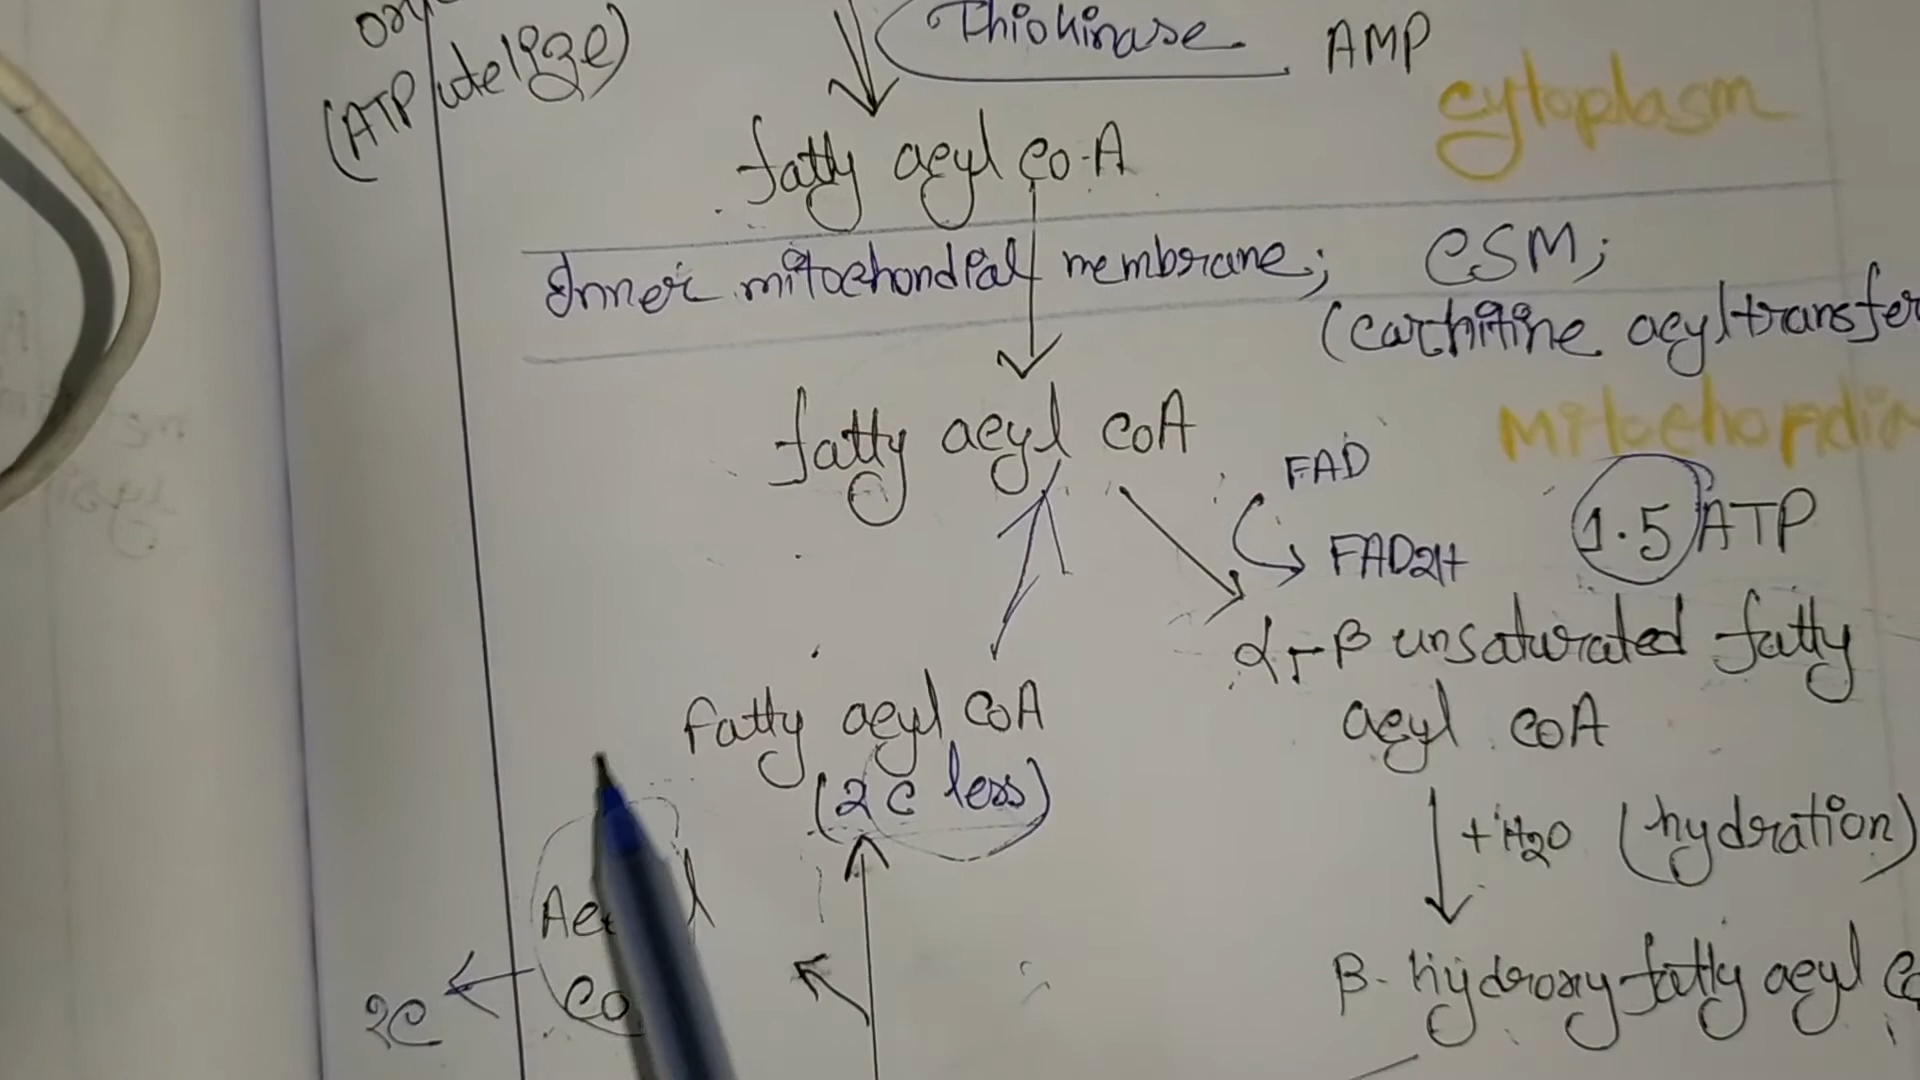 Thiokinase
AMP
(ATP utelize)
cytoplasm
fatty acyl co-A
Inner mitochondrial membrane; CSM;
(carnitine acyltransfer
fatty acyl coA
Mitochondria
FAD
FAD2H
1.5 ATP
α-β unsaturated fatty
acyl coA
Fatty acyl CoA
(2C less)
+H2O (hydration)
2C
β-hydroxy fatty acyl